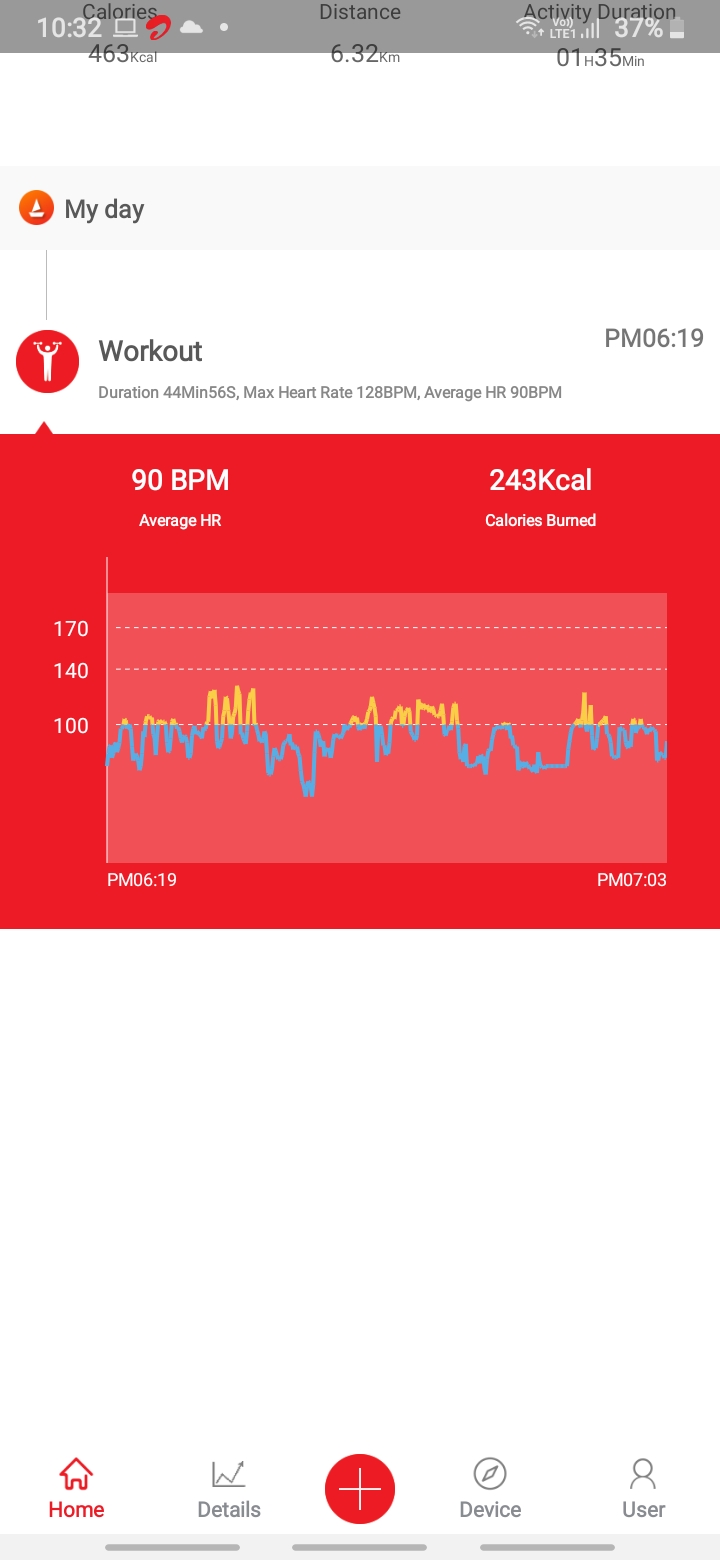 Calories Distance Activity Duration
10:32 Vo)) LTE1 37%
463Kcal 6.32Km 01H35Min
My day
Workout PM06:19
Duration 44Min56S, Max Heart Rate 128BPM, Average HR 90BPM
90 BPM 243Kcal
Average HR Calories Burned
170
140
100
PM06:19 PM07:03
Home Details Device User